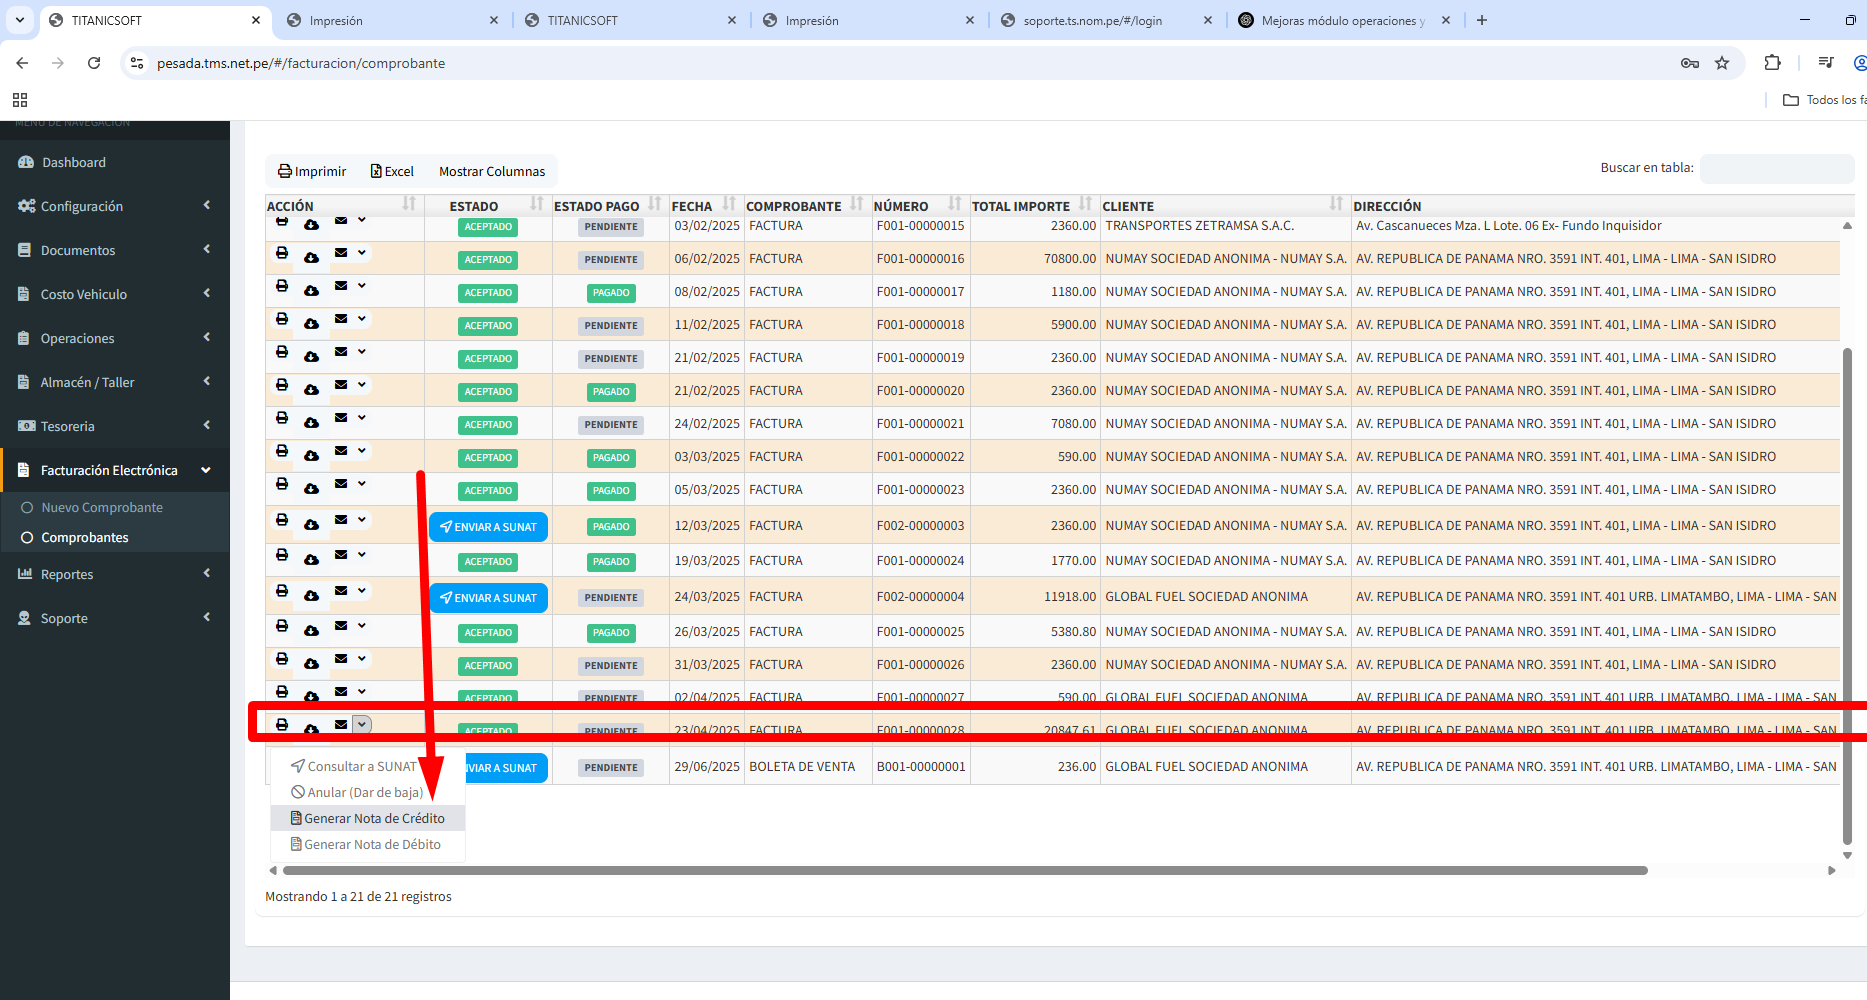 TITANICSOFT
Impresión
TITANICSOFT
Impresión
soporte.ts.nom.pe/#/login
Mejoras módulo operaciones y
pesada.tms.net.pe/#/facturacion/comprobante
Todos los fa
MENÚ DE NAVEGACIÓN
Dashboard
Configuración
Documentos
Costo Vehiculo
Operaciones
Almacén / Taller
Tesoreria
Facturación Electrónica
Nuevo Comprobante
Comprobantes
Reportes
Soporte
Imprimir Excel Mostrar Columnas
Buscar en tabla:
ACCIÓN ESTADO ESTADO PAGO FECHA COMPROBANTE NÚMERO TOTAL IMPORTE CLIENTE DIRECCIÓN
ACEPTADO PENDIENTE 03/02/2025 FACTURA F001-00000015 2360.00 TRANSPORTES ZETRAMSA S.A.C. Av. Cascanueces Mza. L Lote. 06 Ex- Fundo Inquisidor
ACEPTADO PENDIENTE 06/02/2025 FACTURA F001-00000016 70800.00 NUMAY SOCIEDAD ANONIMA - NUMAY S.A. AV. REPUBLICA DE PANAMA NRO. 3591 INT. 401, LIMA - LIMA - SAN ISIDRO
ACEPTADO PAGADO 08/02/2025 FACTURA F001-00000017 1180.00 NUMAY SOCIEDAD ANONIMA - NUMAY S.A. AV. REPUBLICA DE PANAMA NRO. 3591 INT. 401, LIMA - LIMA - SAN ISIDRO
ACEPTADO PENDIENTE 11/02/2025 FACTURA F001-00000018 5900.00 NUMAY SOCIEDAD ANONIMA - NUMAY S.A. AV. REPUBLICA DE PANAMA NRO. 3591 INT. 401, LIMA - LIMA - SAN ISIDRO
ACEPTADO PENDIENTE 21/02/2025 FACTURA F001-00000019 2360.00 NUMAY SOCIEDAD ANONIMA - NUMAY S.A. AV. REPUBLICA DE PANAMA NRO. 3591 INT. 401, LIMA - LIMA - SAN ISIDRO
ACEPTADO PAGADO 21/02/2025 FACTURA F001-00000020 2360.00 NUMAY SOCIEDAD ANONIMA - NUMAY S.A. AV. REPUBLICA DE PANAMA NRO. 3591 INT. 401, LIMA - LIMA - SAN ISIDRO
ACEPTADO PENDIENTE 24/02/2025 FACTURA F001-00000021 7080.00 NUMAY SOCIEDAD ANONIMA - NUMAY S.A. AV. REPUBLICA DE PANAMA NRO. 3591 INT. 401, LIMA - LIMA - SAN ISIDRO
ACEPTADO PAGADO 03/03/2025 FACTURA F001-00000022 590.00 NUMAY SOCIEDAD ANONIMA - NUMAY S.A. AV. REPUBLICA DE PANAMA NRO. 3591 INT. 401, LIMA - LIMA - SAN ISIDRO
ACEPTADO PAGADO 05/03/2025 FACTURA F001-00000023 2360.00 NUMAY SOCIEDAD ANONIMA - NUMAY S.A. AV. REPUBLICA DE PANAMA NRO. 3591 INT. 401, LIMA - LIMA - SAN ISIDRO
ENVIAR A SUNAT PAGADO 12/03/2025 FACTURA F002-00000003 2360.00 NUMAY SOCIEDAD ANONIMA - NUMAY S.A. AV. REPUBLICA DE PANAMA NRO. 3591 INT. 401, LIMA - LIMA - SAN ISIDRO
ACEPTADO PAGADO 19/03/2025 FACTURA F001-00000024 1770.00 NUMAY SOCIEDAD ANONIMA - NUMAY S.A. AV. REPUBLICA DE PANAMA NRO. 3591 INT. 401, LIMA - LIMA - SAN ISIDRO
ENVIAR A SUNAT PENDIENTE 24/03/2025 FACTURA F002-00000004 11918.00 GLOBAL FUEL SOCIEDAD ANONIMA AV. REPUBLICA DE PANAMA NRO. 3591 INT. 401 URB. LIMATAMBO, LIMA - LIMA - SAN
ACEPTADO PAGADO 26/03/2025 FACTURA F001-00000025 5380.80 NUMAY SOCIEDAD ANONIMA - NUMAY S.A. AV. REPUBLICA DE PANAMA NRO. 3591 INT. 401, LIMA - LIMA - SAN ISIDRO
ACEPTADO PENDIENTE 31/03/2025 FACTURA F001-00000026 2360.00 NUMAY SOCIEDAD ANONIMA - NUMAY S.A. AV. REPUBLICA DE PANAMA NRO. 3591 INT. 401, LIMA - LIMA - SAN ISIDRO
ACEPTADO PENDIENTE 02/04/2025 FACTURA F001-00000027 590.00 GLOBAL FUEL SOCIEDAD ANONIMA AV. REPUBLICA DE PANAMA NRO. 3591 INT. 401 URB. LIMATAMBO, LIMA - LIMA - SAN
ACEPTADO PENDIENTE 23/04/2025 FACTURA F001-00000028 20847.61 GLOBAL FUEL SOCIEDAD ANONIMA AV. REPUBLICA DE PANAMA NRO. 3591 INT. 401 URB. LIMATAMBO, LIMA - LIMA - SAN
NVIAR A SUNAT PENDIENTE 29/06/2025 BOLETA DE VENTA B001-00000001 236.00 GLOBAL FUEL SOCIEDAD ANONIMA AV. REPUBLICA DE PANAMA NRO. 3591 INT. 401 URB. LIMATAMBO, LIMA - LIMA - SAN
Consultar a SUNAT
Anular (Dar de baja)
Generar Nota de Crédito
Generar Nota de Débito
Mostrando 1 a 21 de 21 registros